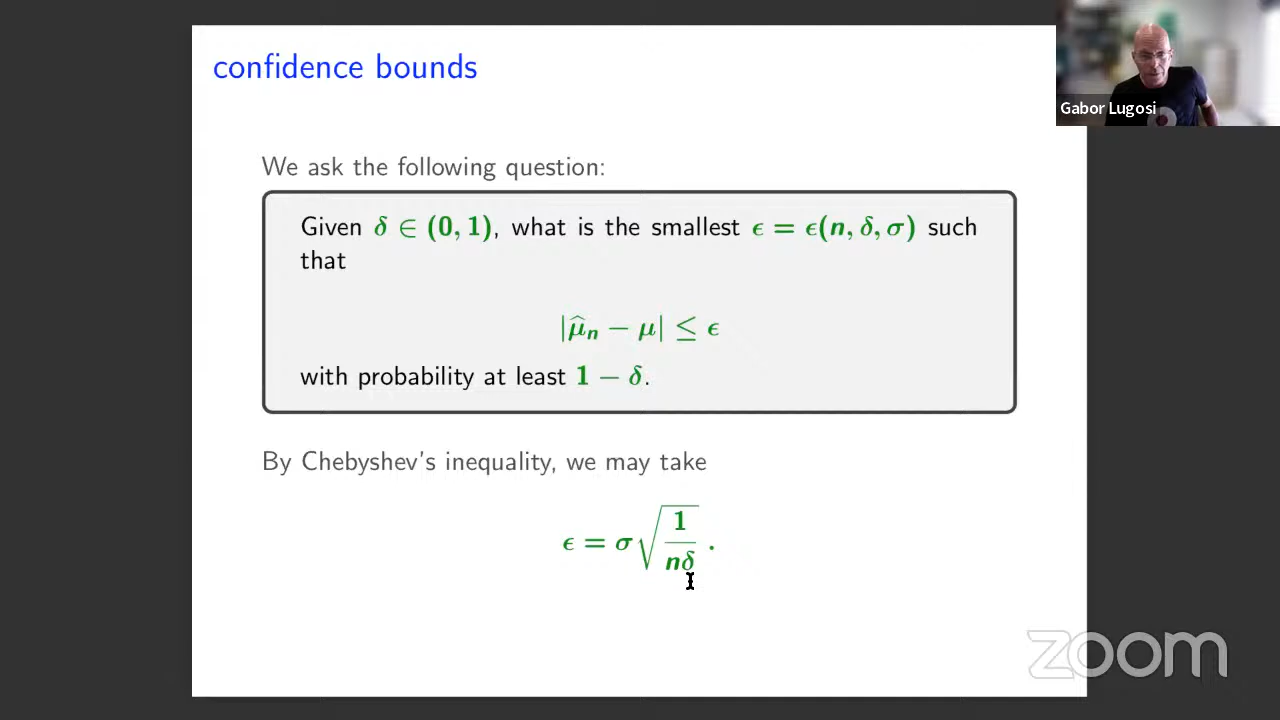 confidence bounds
Gabor Lugosi
We ask the following question:
Given δ ∈ (0, 1), what is the smallest ϵ = ϵ(n, δ, σ) such
that
|μ̂ₙ − μ| ≤ ϵ
with probability at least 1 − δ.
By Chebyshev's inequality, we may take
ϵ = σ√(1/(nδ)) .
zoom